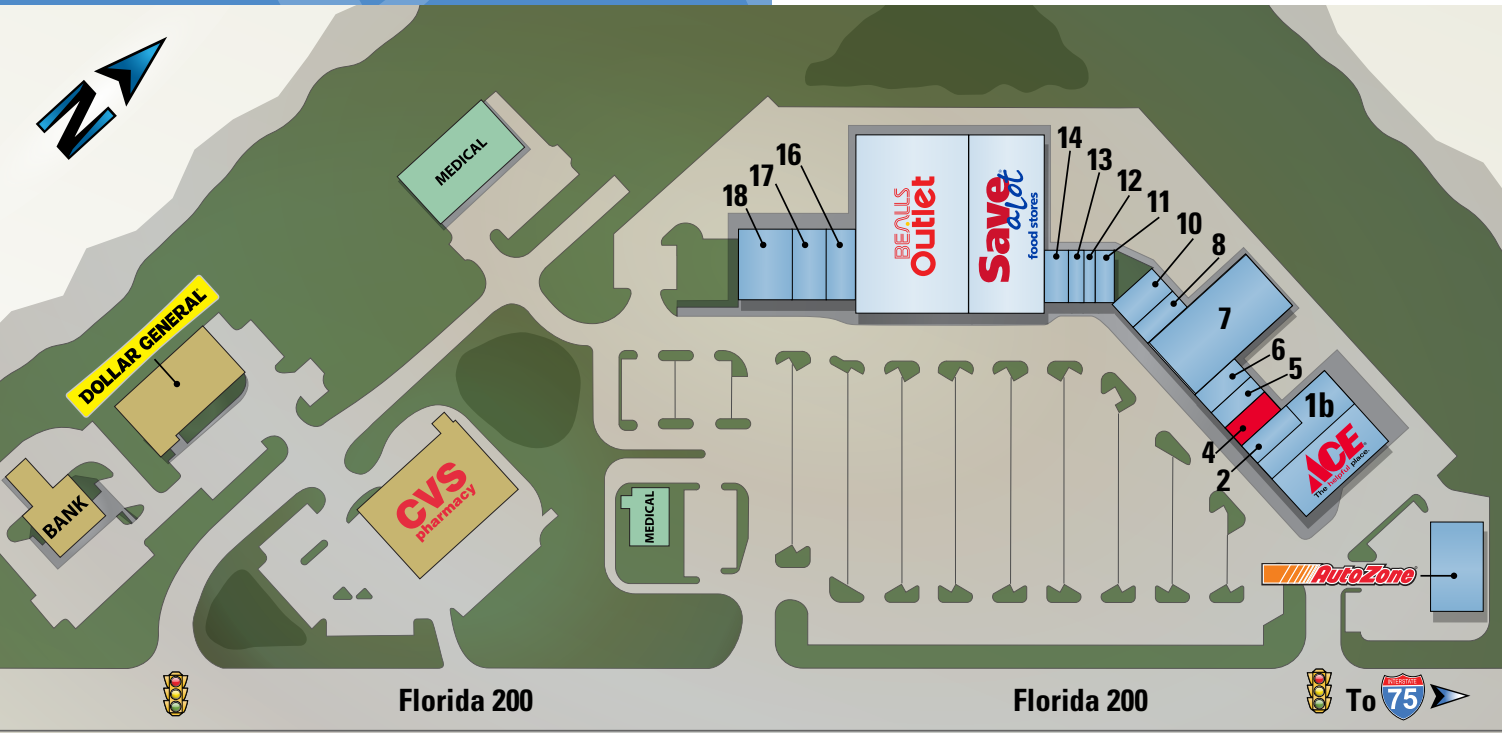 N
MEDICAL
DOLLAR GENERAL
BANK
CVS
pharmacy
MEDICAL
18
17
16
BEALLS
Outlet
Save
a lot
food stores
14
13
12
11
10
8
7
6
5
4
2
1b
ACE
The helpful place.
AutoZone
Florida 200
Florida 200
To
INTERSTATE
75